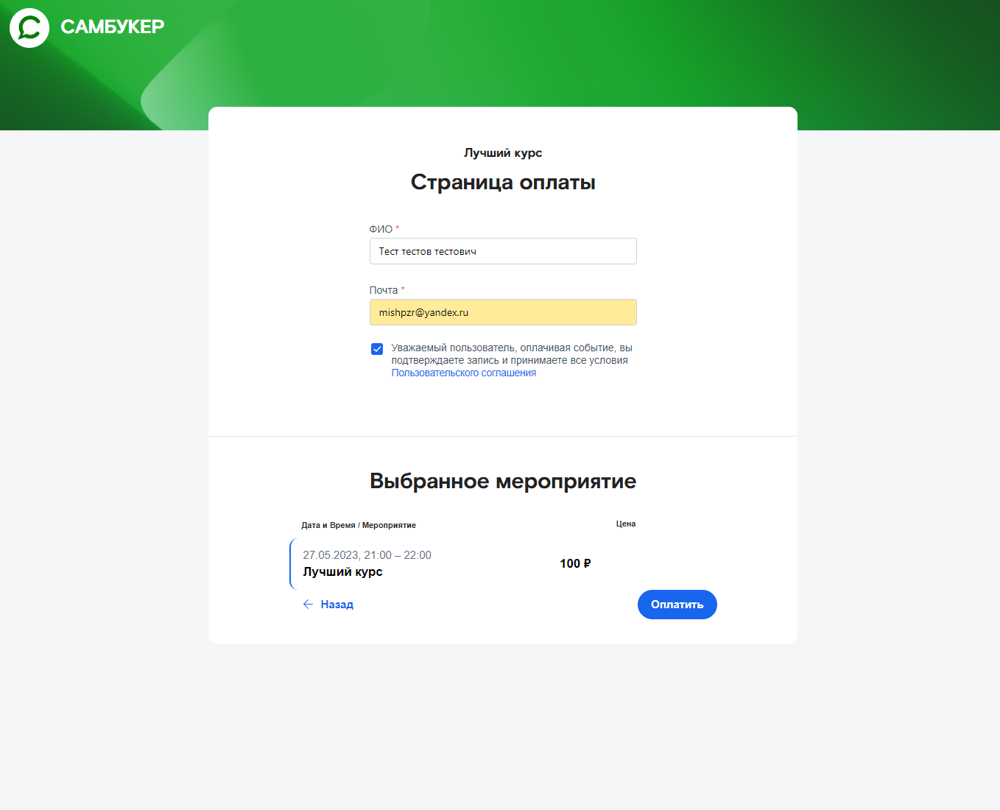 САМБУКЕР
Лучший курс
Страница оплаты
ФИО *
Тест тестов тестович
Почта *
mishpzr@yandex.ru
Уважаемый пользователь, оплачивая событие, вы
подтверждаете запись и принимаете все условия
Пользовательского соглашения
Выбранное мероприятие
Дата и Время / Мероприятие
Цена
27.05.2023, 21:00 – 22:00
Лучший курс
100 ₽
Назад
Оплатить